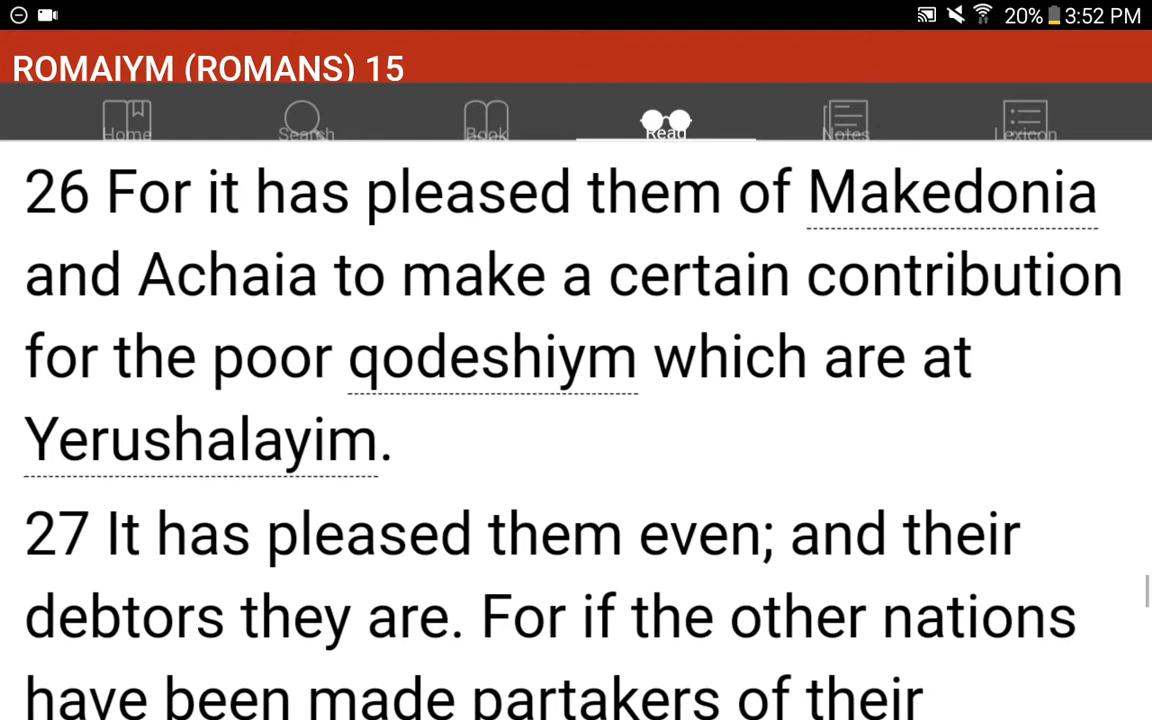 20% 3:52 PM
ROMAIYM (ROMANS) 15
Home Search Book Read Notes Lexicon
26 For it has pleased them of Makedonia
and Achaia to make a certain contribution
for the poor qodeshiym which are at
Yerushalayim.
27 It has pleased them even; and their
debtors they are. For if the other nations
have been made partakers of their